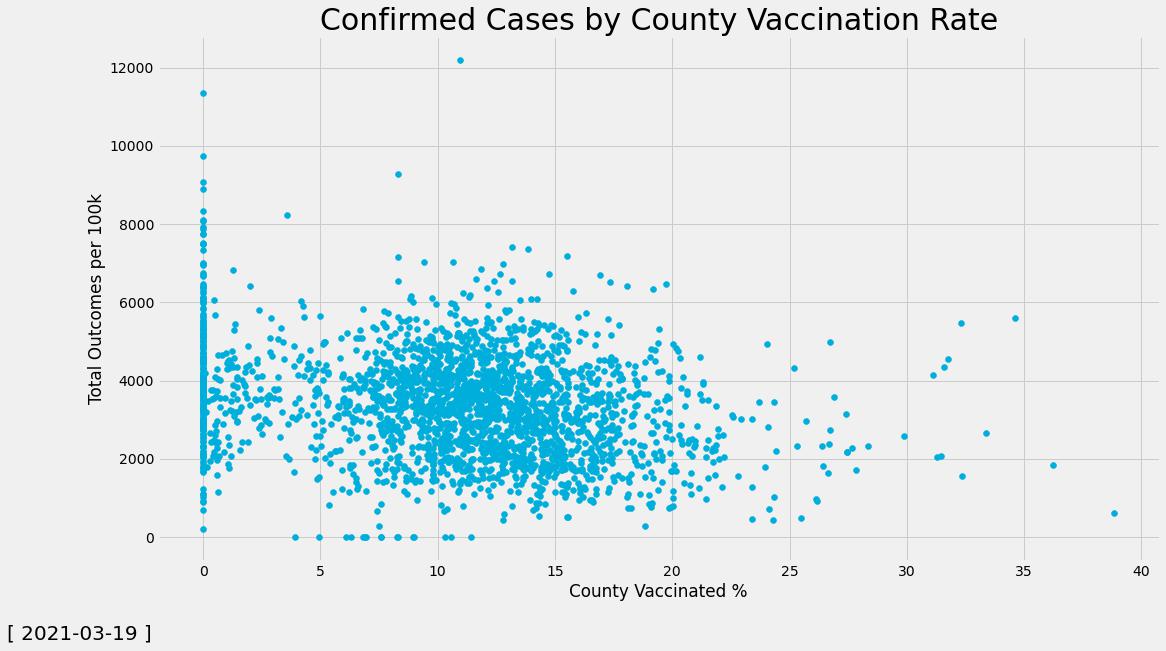 Confirmed Cases by County Vaccination Rate
12000
10000
8000
6000
4000
2000
0
Total Outcomes per 100k
0 5 10 15 20 25 30 35 40
County Vaccinated %
[ 2021-03-19 ]